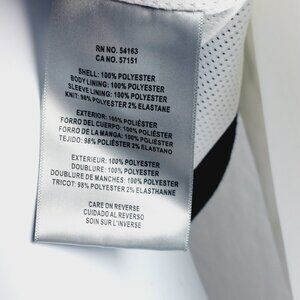 RN NO. 54163
CA NO. 57151
SHELL: 100% POLYESTER
BODY LINING: 100% POLYESTER
SLEEVE LINING: 100% POLYESTER
KNIT: 98% POLYESTER 2% ELASTANE
EXTERIOR: 100% POLIÉSTER
FORRO DEL CUERPO: 100% POLIÉSTER
FORRO DE LA MANGA: 100% POLIÉSTER
TEJIDO: 98% POLIÉSTER 2% ELASTANO
EXTÉRIEUR: 100% POLYESTER
DOUBLURE: 100% POLYESTER
DOUBLURE DE MANCHES: 100% POLYESTER
TRICOT: 98% POLYESTER 2% ELASTHANNE
CARE ON REVERSE
CUIDADO AL REVERSO
SOIN SUR L'INVERSE